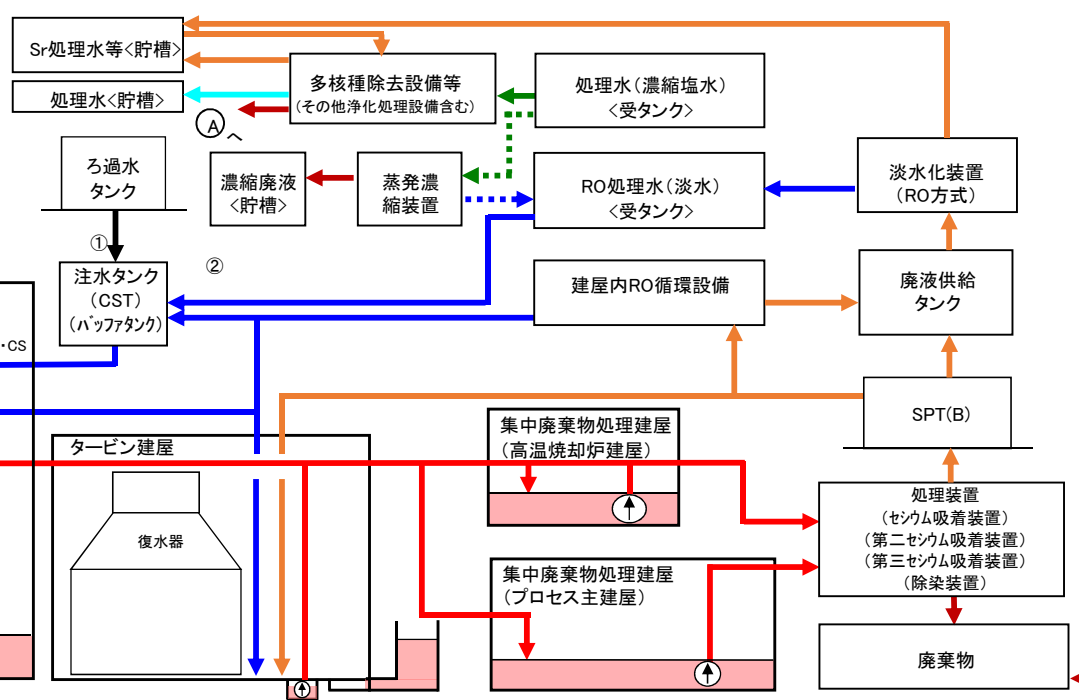 Sr処理水等<貯槽>
処理水<貯槽>
多核種除去設備等
(その他浄化処理設備含む)
Aへ
処理水(濃縮塩水)
<受タンク>
ろ過水
タンク
濃縮廃液
<貯槽>
蒸発濃
縮装置
RO処理水(淡水)
<受タンク>
淡水化装置
(RO方式)
①
②
注水タンク
(CST)
(ハﾞッファタンク)
建屋内RO循環設備
廃液供給
タンク
・CS
SPT(B)
タービン建屋
復水器
集中廃棄物処理建屋
(高温焼却炉建屋)
集中廃棄物処理建屋
(プロセス主建屋)
処理装置
(セシウム吸着装置)
(第二セシウム吸着装置)
(第三セシウム吸着装置)
(除染装置)
廃棄物